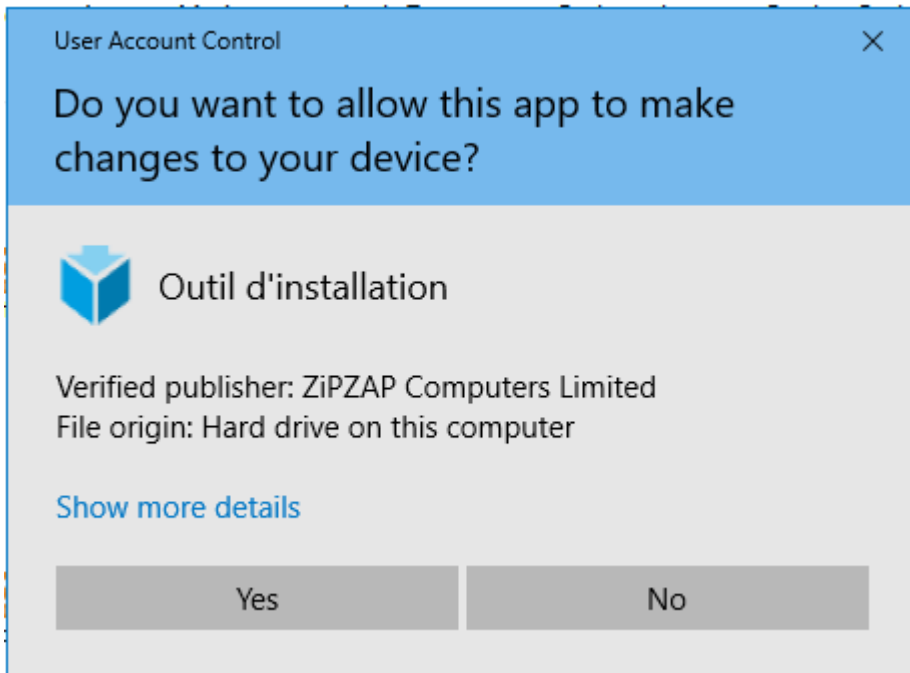 User Account Control
Do you want to allow this app to make
changes to your device?
Outil d'installation
Verified publisher: ZiPZAP Computers Limited
File origin: Hard drive on this computer
Show more details
Yes
No